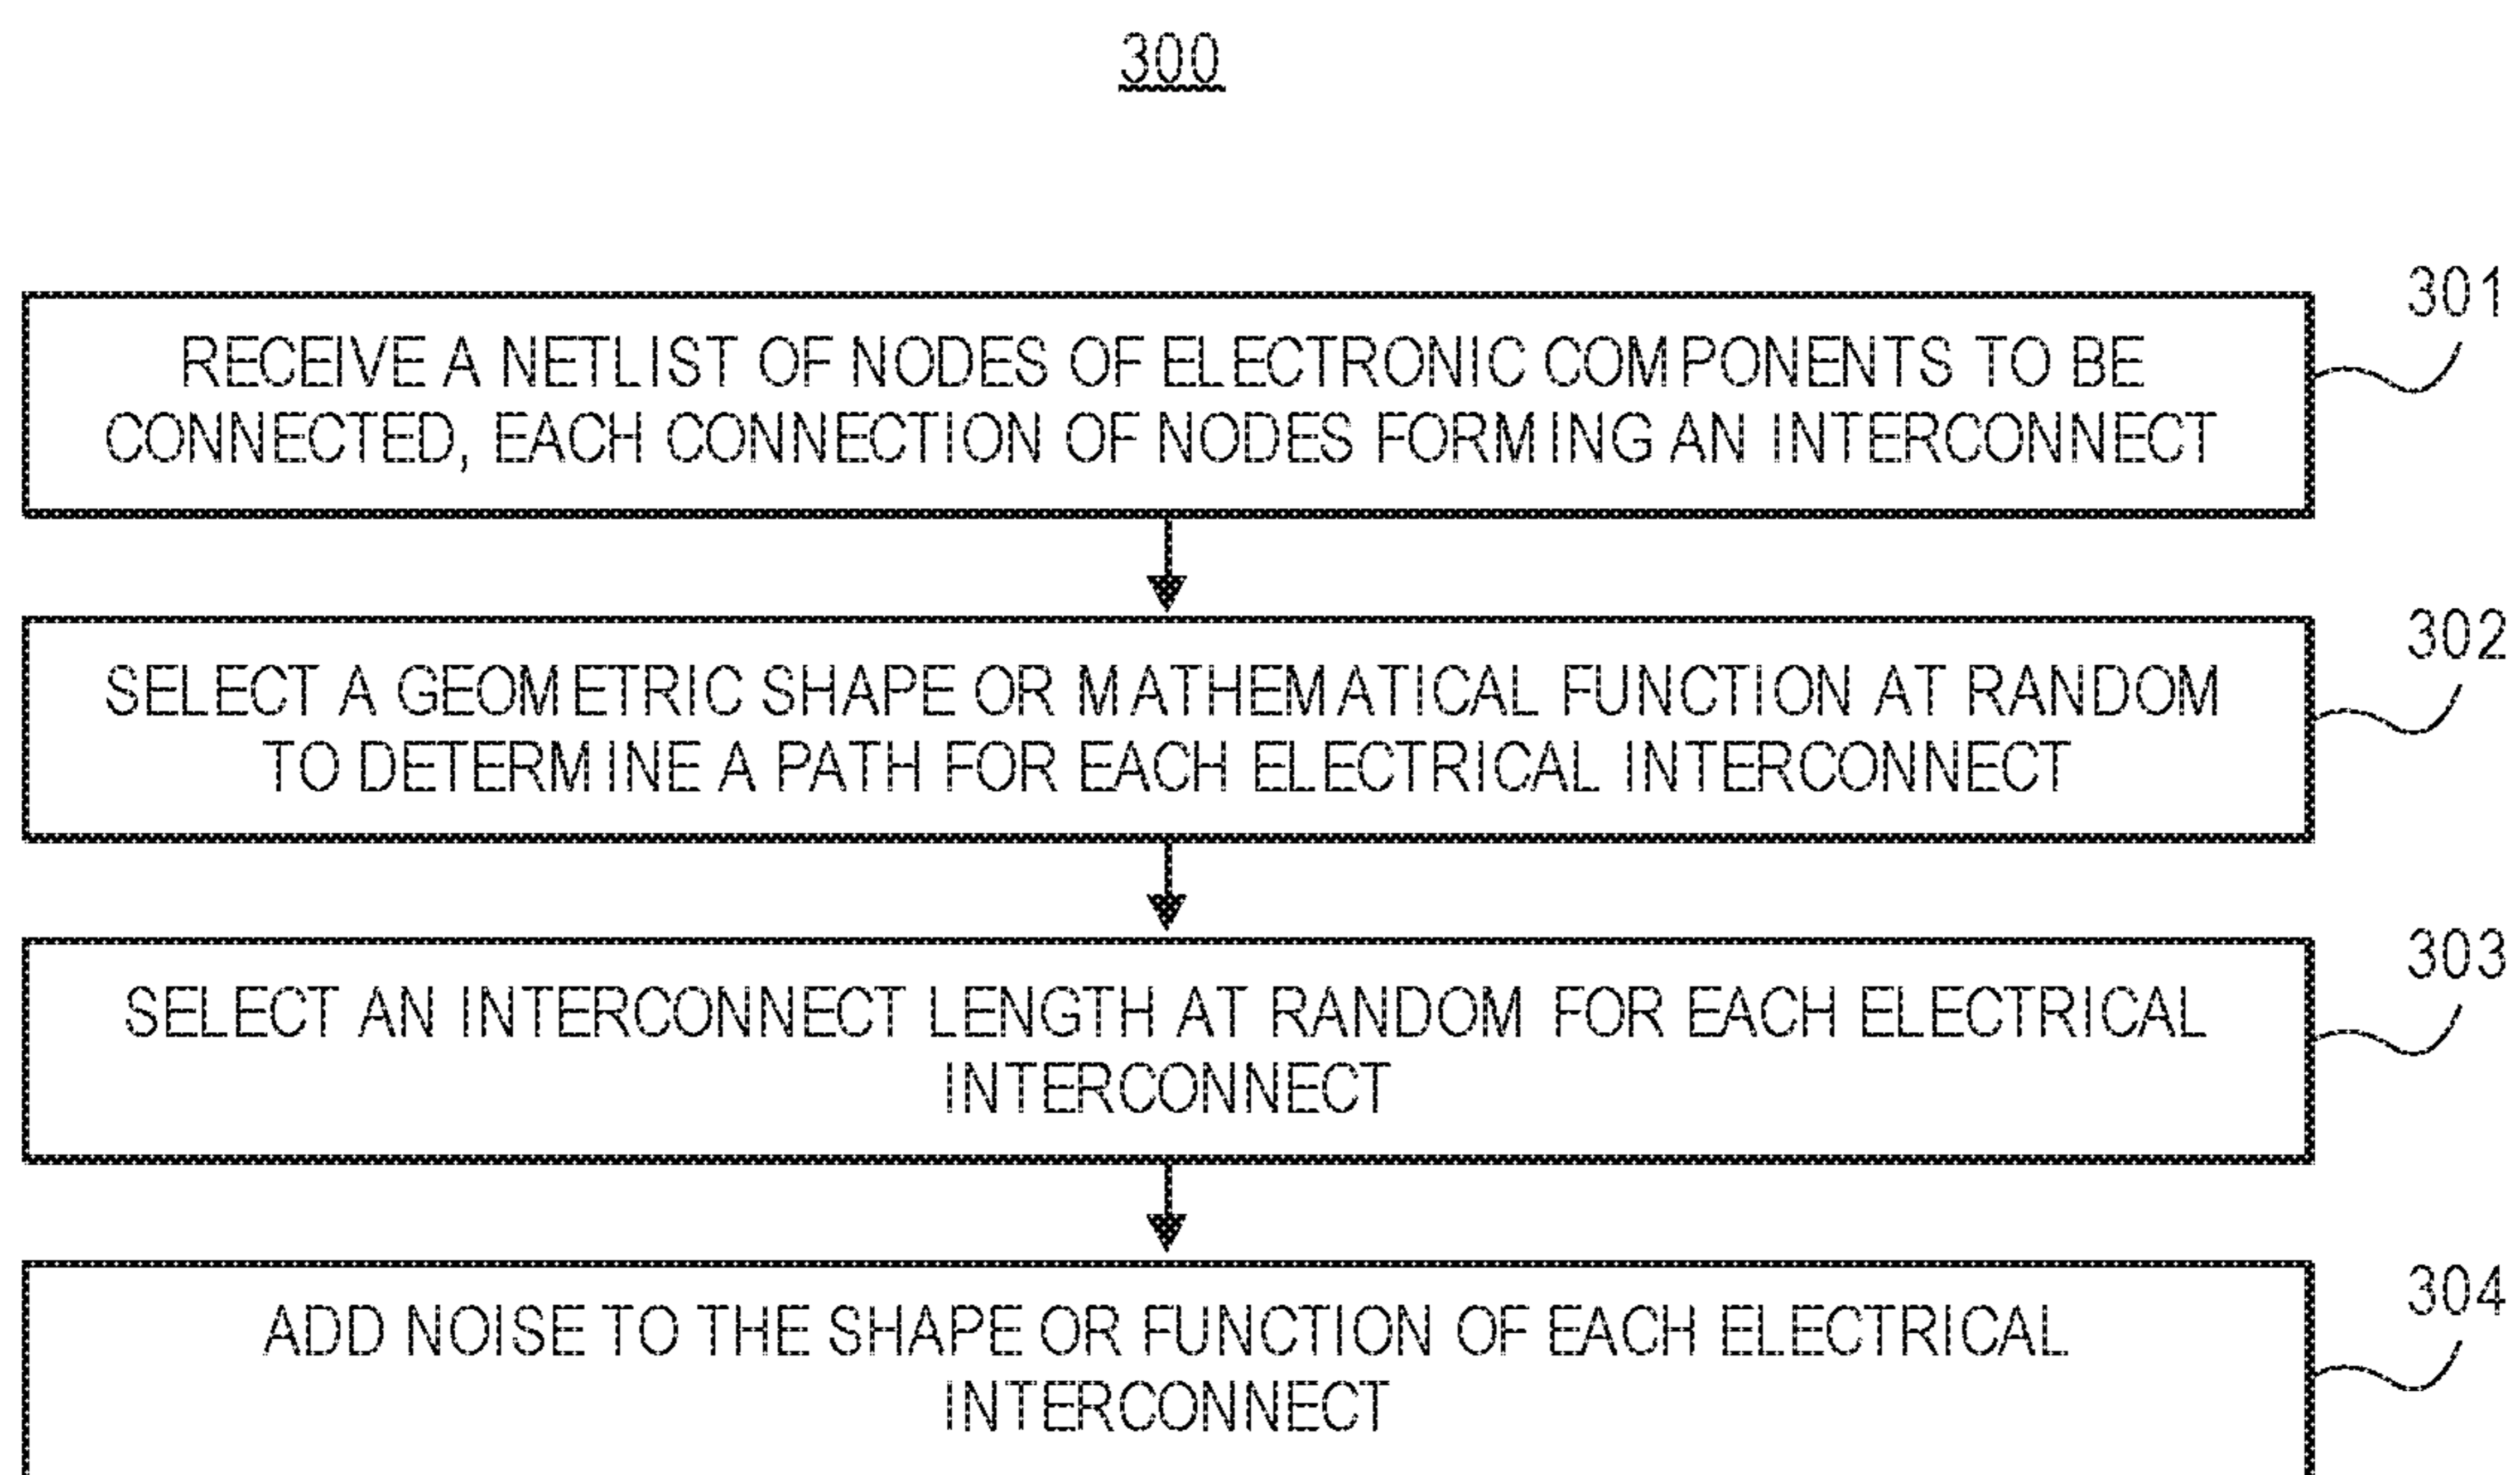 300
301
RECEIVE A NETLIST OF NODES OF ELECTRONIC COMPONENTS TO BE
CONNECTED, EACH CONNECTION OF NODES FORMING AN INTERCONNECT
302
SELECT A GEOMETRIC SHAPE OR MATHEMATICAL FUNCTION AT RANDOM
TO DETERMINE A PATH FOR EACH ELECTRICAL INTERCONNECT
303
SELECT AN INTERCONNECT LENGTH AT RANDOM FOR EACH ELECTRICAL
INTERCONNECT
304
ADD NOISE TO THE SHAPE OR FUNCTION OF EACH ELECTRICAL
INTERCONNECT